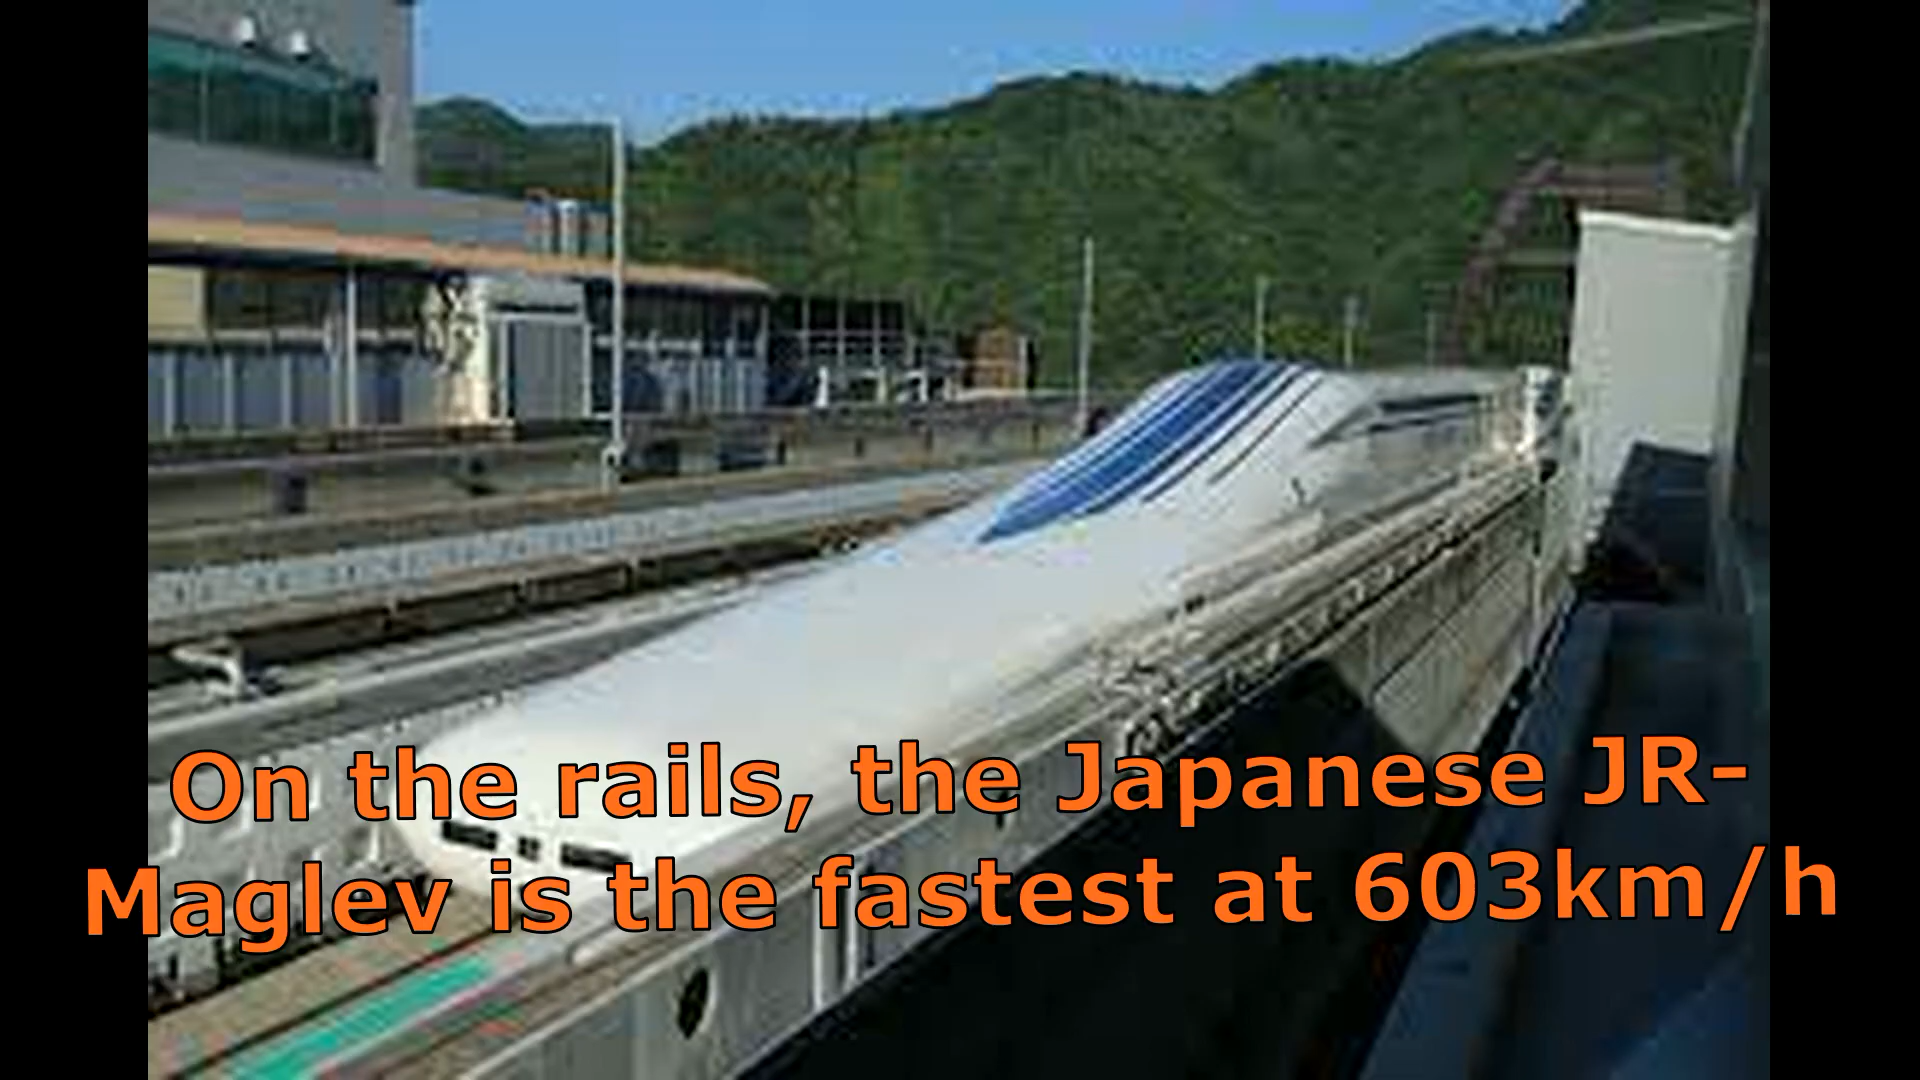 On the rails, the Japanese JR-
Maglev is the fastest at 603km/h